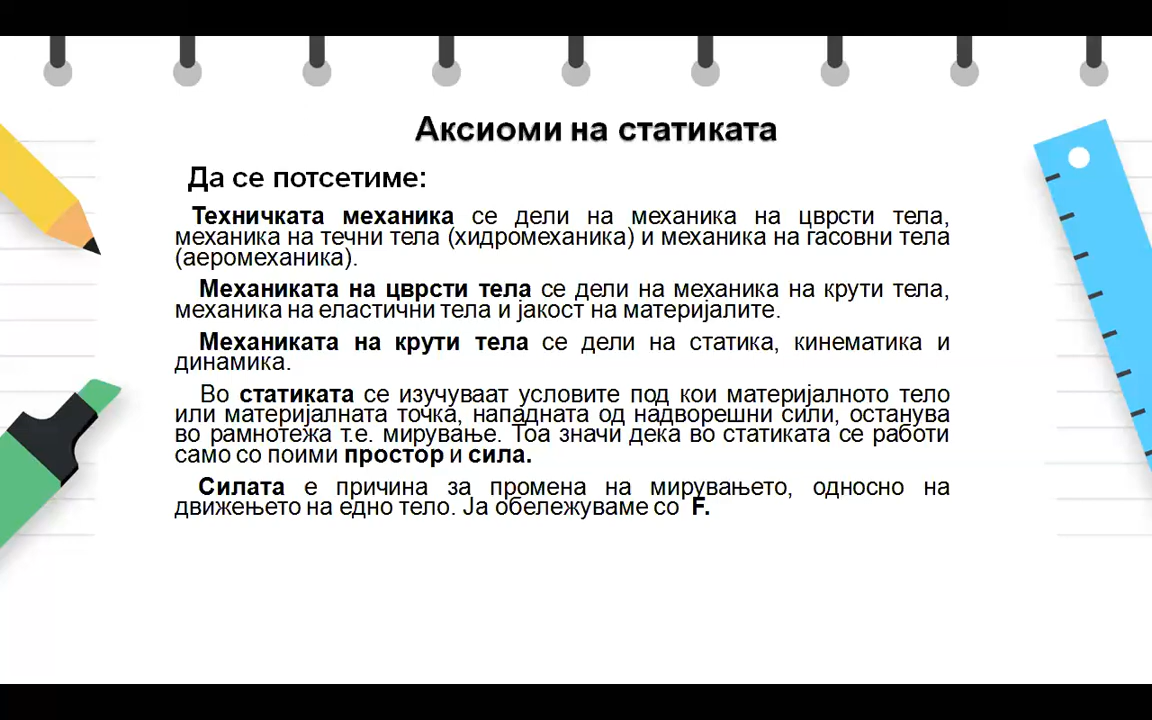 Аксиоми на статиката
Да се потсетиме:
Техничката механика се дели на механика на цврсти тела,
механика на течни тела (хидромеханика) и механика на гасовни тела
(аеромеханика).
Механиката на цврсти тела се дели на механика на крути тела,
механика на еластични тела и јакост на материјалите.
Механиката на крути тела се дели на статика, кинематика и
динамика.
Во статиката се изучуваат условите под кои материјалното тело
или материјалната точка, нападната од надворешни сили, останува
во рамнотежа т.е. мирување. Тоа значи дека во статиката се работи
само со поими простор и сила.
Силата е причина за промена на мирувањето, односно на
движењето на едно тело. Ја обележуваме со F.